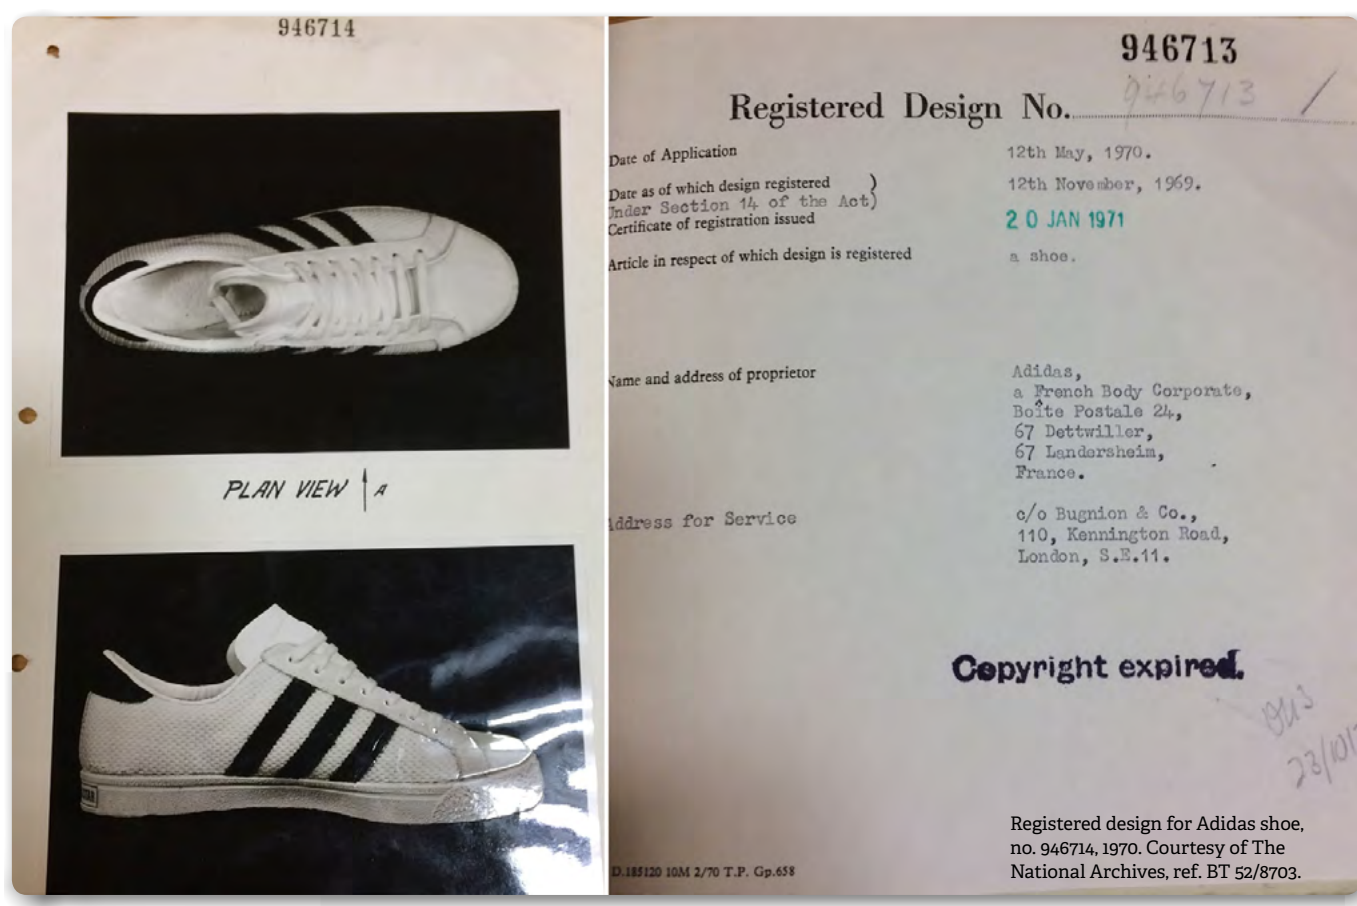 946714
PLAN VIEW A
946713
Registered Design No. 946713 /
Date of Application 12th May, 1970.
Date as of which design registered ) 12th November, 1969.
Under Section 14 of the Act)
Certificate of registration issued 20 JAN 1971
Article in respect of which design is registered a shoe.
Name and address of proprietor Adidas,
a French Body Corporate,
Boîte Postale 24,
67 Dettwiller,
67 Landersheim,
France.
Address for Service c/o Bugnion & Co.,
110, Kennington Road,
London, S.E.11.
Copyright expired.
23/10/
D.185120 10M 2/70 T.P. Gp.658
Registered design for Adidas shoe,
no. 946714, 1970. Courtesy of The
National Archives, ref. BT 52/8703.